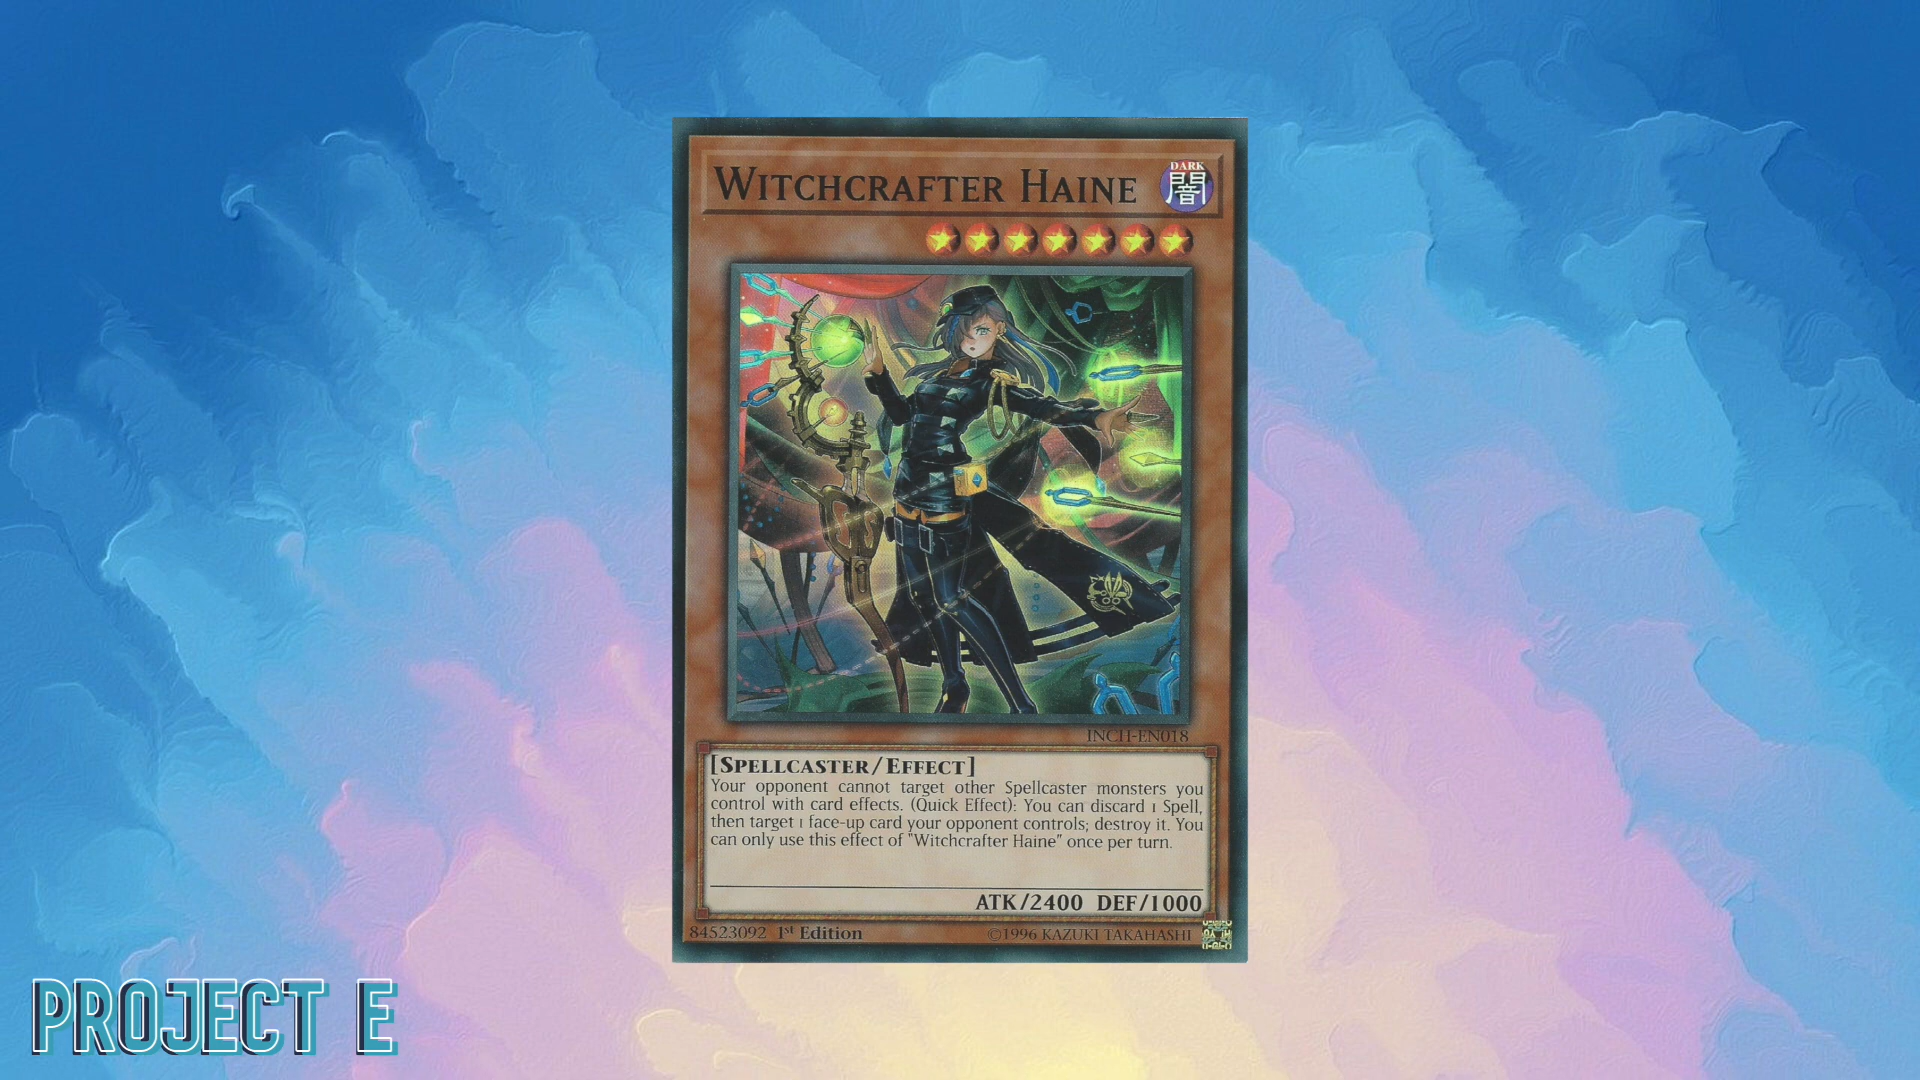 WITCHCRAFTER HAINE
DARK
闇
INCH-EN018
[SPELLCASTER/EFFECT]
Your opponent cannot target other Spellcaster monsters you
control with card effects. (Quick Effect): You can discard 1 Spell,
then target 1 face-up card your opponent controls; destroy it. You
can only use this effect of "Witchcrafter Haine" once per turn.
ATK/2400 DEF/1000
84523092 1st Edition
©1996 KAZUKI TAKAHASHI
PROJECT E